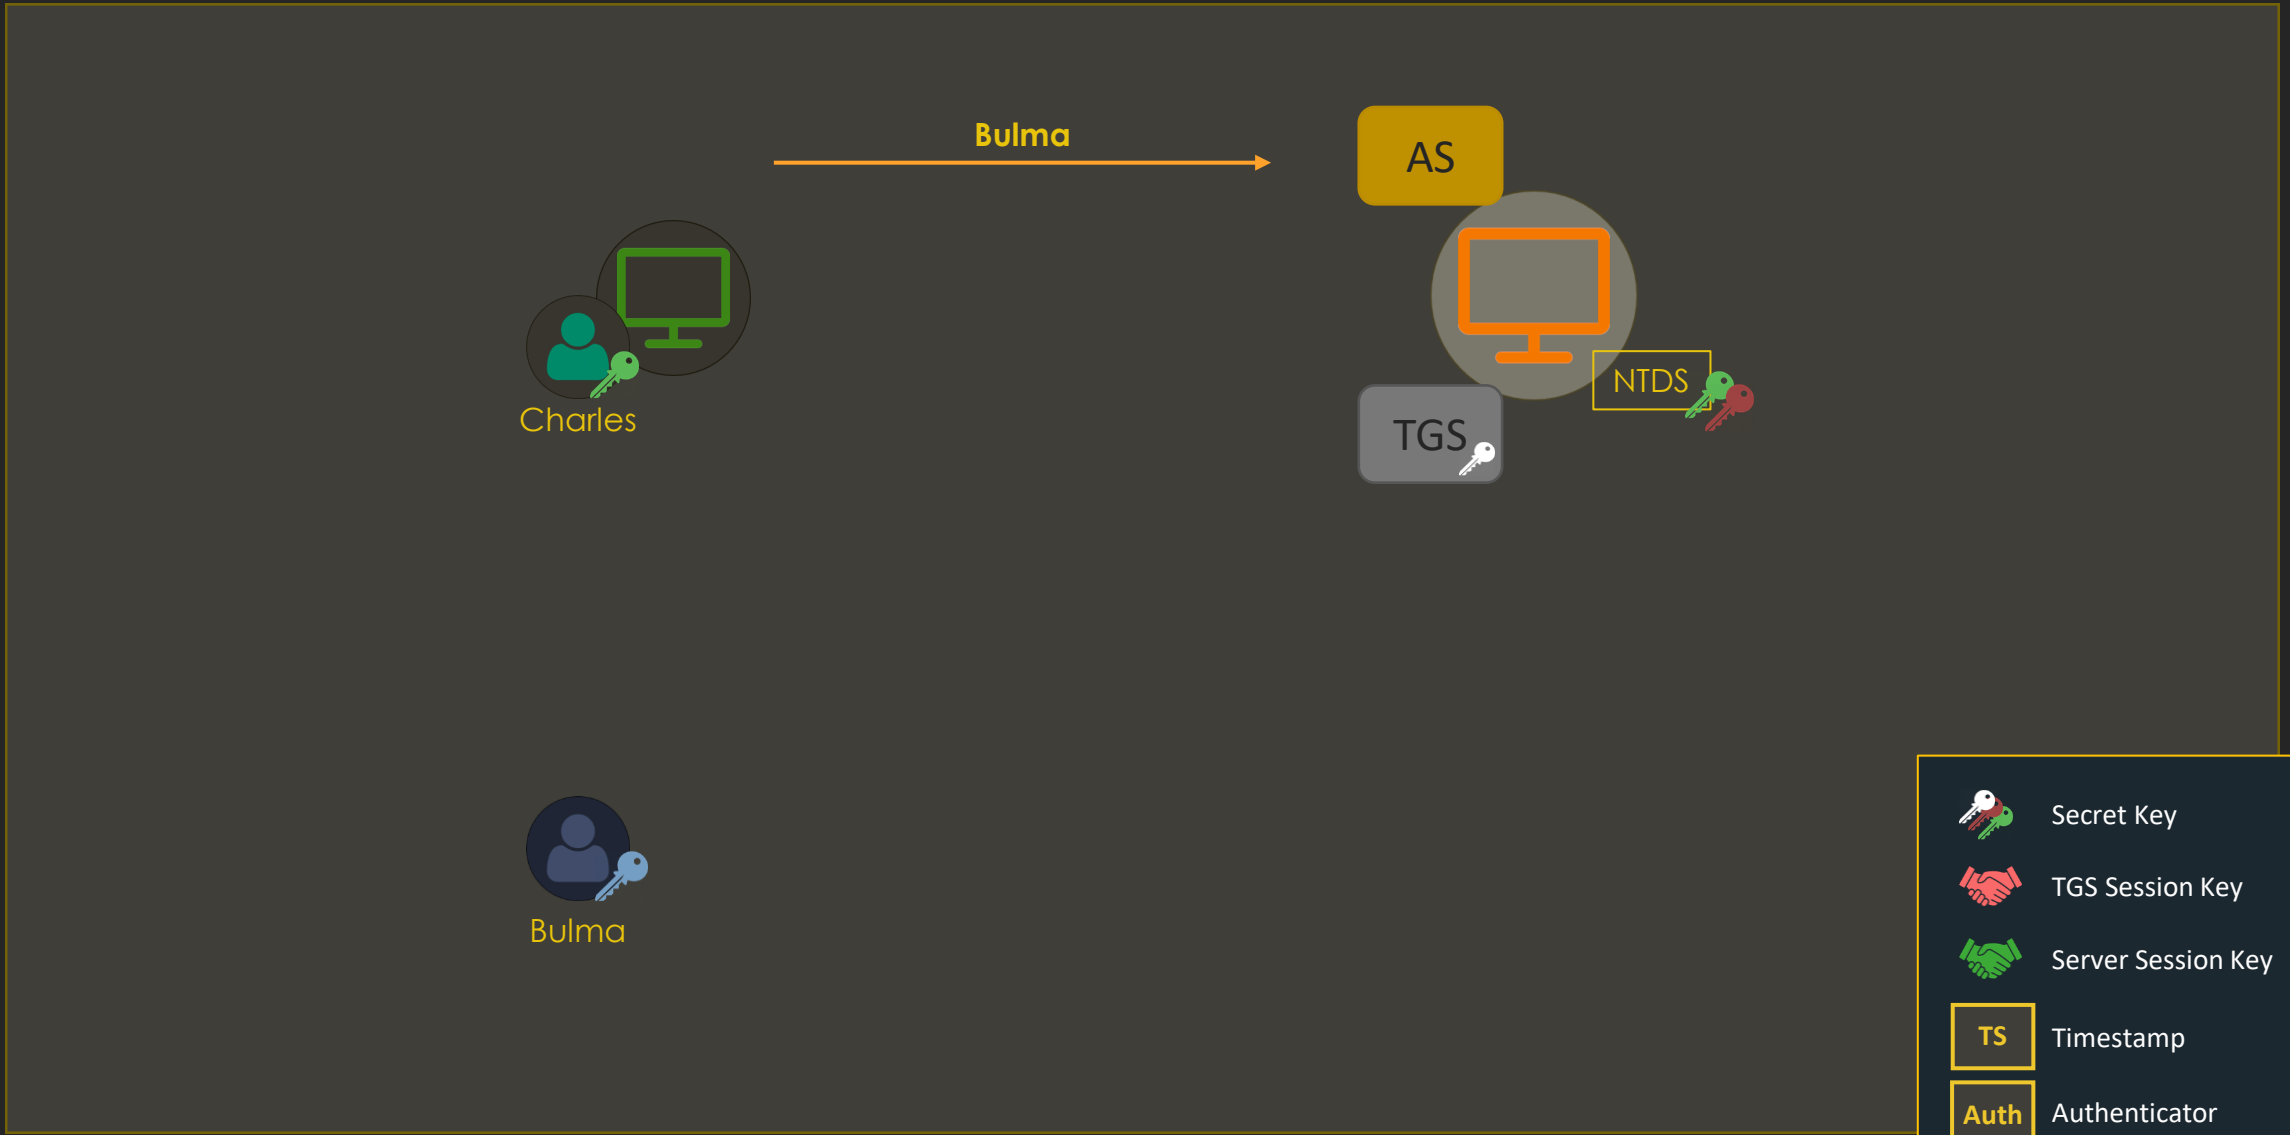 Bulma
AS
NTDS
TGS
Charles
Bulma
Secret Key
TGS Session Key
Server Session Key
TS
Timestamp
Auth
Authenticator